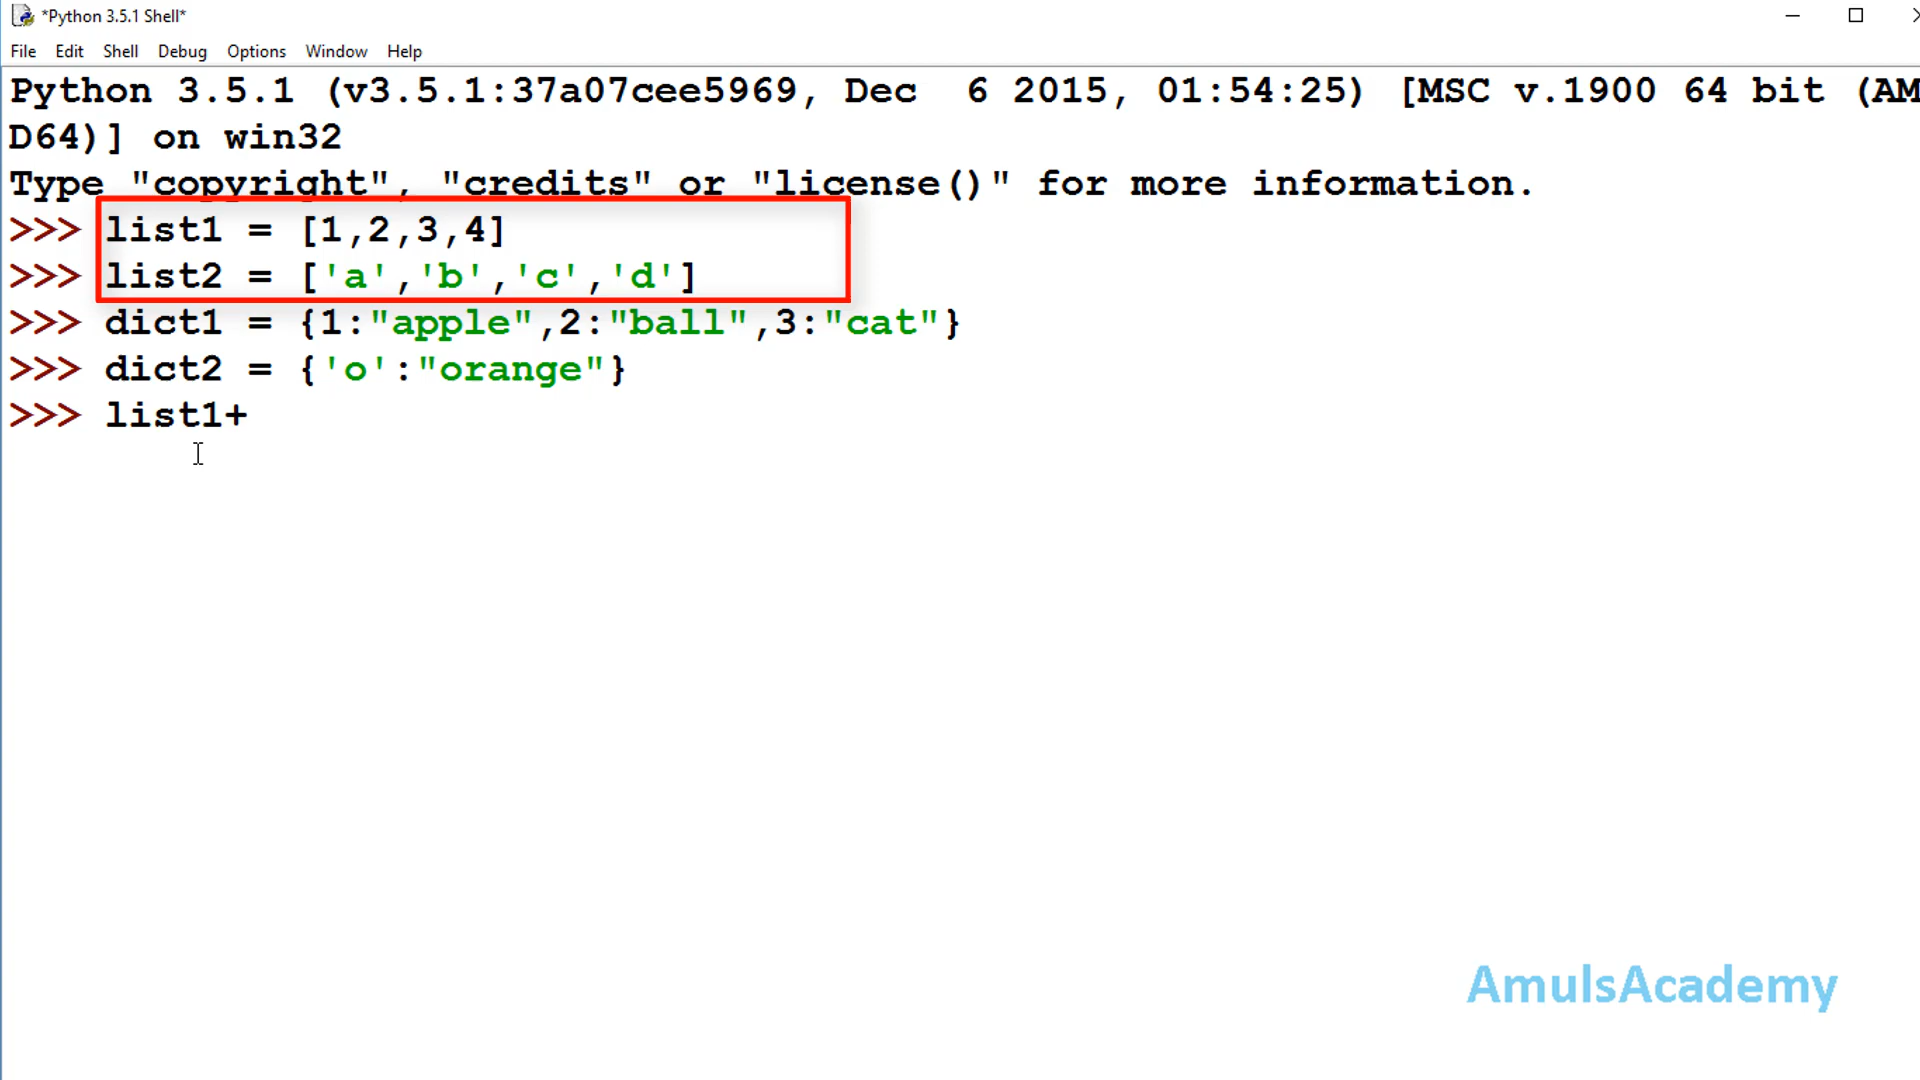 *Python 3.5.1 Shell*
File Edit Shell Debug Options Window Help
Python 3.5.1 (v3.5.1:37a07cee5969, Dec  6 2015, 01:54:25) [MSC v.1900 64 bit (AM
D64)] on win32
Type "copyright", "credits" or "license()" for more information.
>>> list1 = [1,2,3,4]
>>> list2 = ['a','b','c','d']
>>> dict1 = {1:"apple",2:"ball",3:"cat"}
>>> dict2 = {'o':"orange"}
>>> list1+
AmulsAcademy